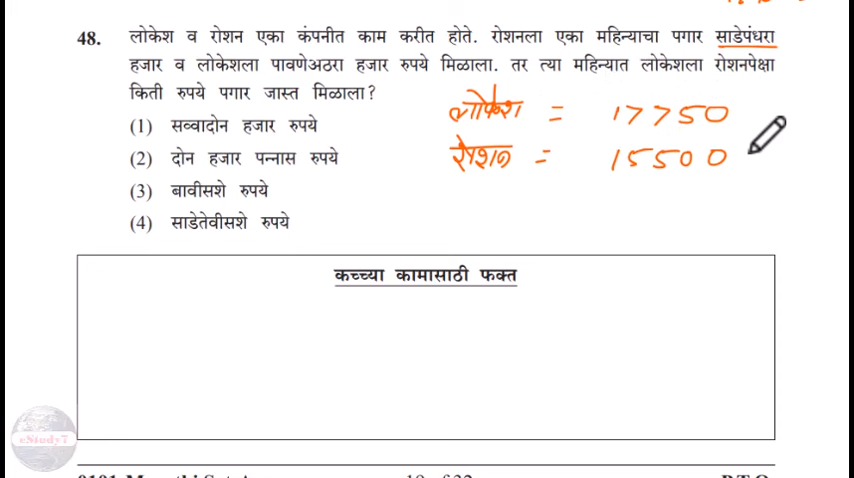 48. लोकेश व रोशन एका कंपनीत काम करीत होते. रोशनला एका महिन्याचा पगार साडेपंधरा
हजार व लोकेशला पावणेअठरा हजार रुपये मिळाला. तर त्या महिन्यात लोकेशला रोशनपेक्षा
किती रुपये पगार जास्त मिळाला?
लोकेश = 17750
(1) सव्वादोन हजार रुपये
रोशन = 15500
(2) दोन हजार पन्नास रुपये
(3) बावीसशे रुपये
(4) साडेतेवीसशे रुपये
कच्च्या कामासाठी फक्त
eStudy7